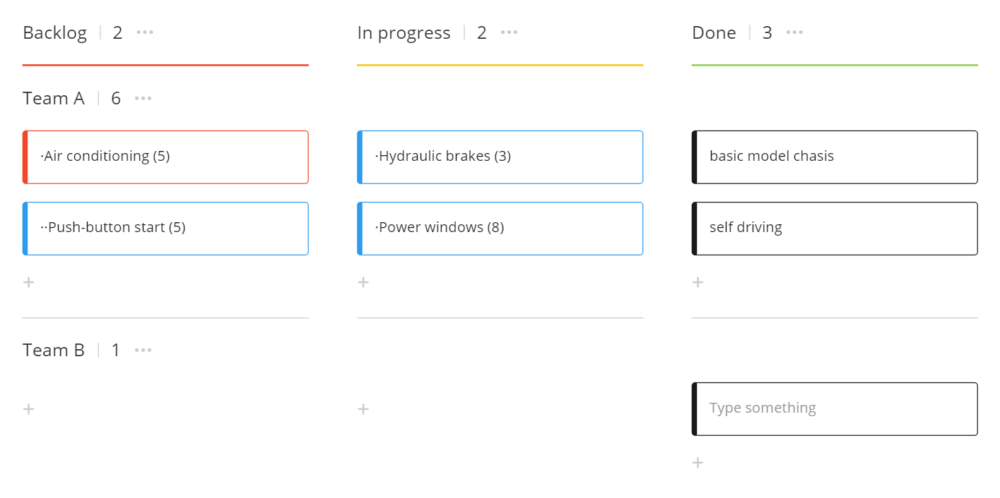 Backlog | 2 •••
In progress | 2 •••
Done | 3 •••
Team A | 6 •••
·Air conditioning (5)
·Hydraulic brakes (3)
basic model chasis
··Push-button start (5)
·Power windows (8)
self driving
+
+
+
Team B | 1 •••
Type something
+
+
+